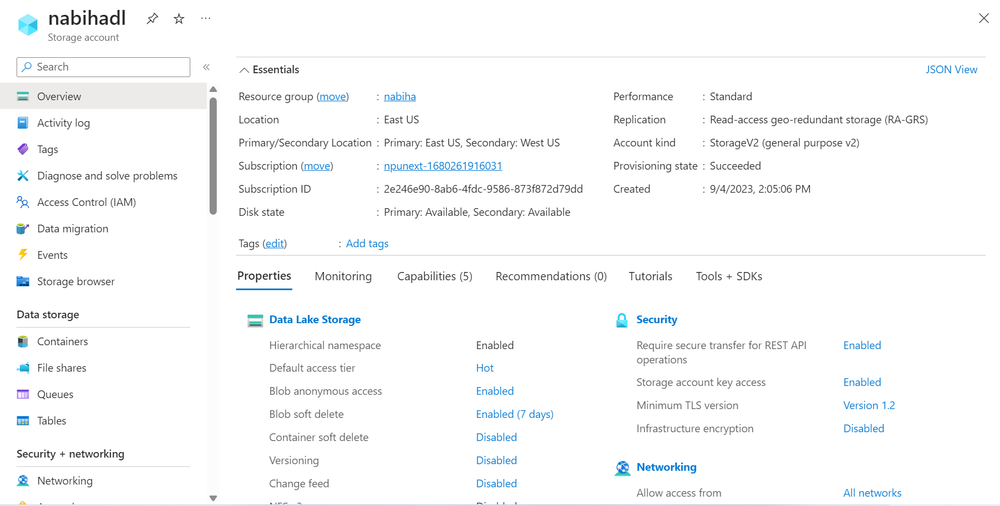 nabihadl
Storage account
Search
Overview
Activity log
Tags
Diagnose and solve problems
Access Control (IAM)
Data migration
Events
Storage browser
Data storage
Containers
File shares
Queues
Tables
Security + networking
Networking
Essentials
JSON View
Resource group (move) : nabiha
Location : East US
Primary/Secondary Location : Primary: East US, Secondary: West US
Subscription (move) : npunext-1680261916031
Subscription ID : 2e246e90-8ab6-4fdc-9586-873f872d79dd
Disk state : Primary: Available, Secondary: Available
Performance : Standard
Replication : Read-access geo-redundant storage (RA-GRS)
Account kind : StorageV2 (general purpose v2)
Provisioning state : Succeeded
Created : 9/4/2023, 2:05:06 PM
Tags (edit) : Add tags
Properties Monitoring Capabilities (5) Recommendations (0) Tutorials Tools + SDKs
Data Lake Storage
Hierarchical namespace Enabled
Default access tier Hot
Blob anonymous access Enabled
Blob soft delete Enabled (7 days)
Container soft delete Disabled
Versioning Disabled
Change feed Disabled
Security
Require secure transfer for REST API
operations Enabled
Storage account key access Enabled
Minimum TLS version Version 1.2
Infrastructure encryption Disabled
Networking
Allow access from All networks